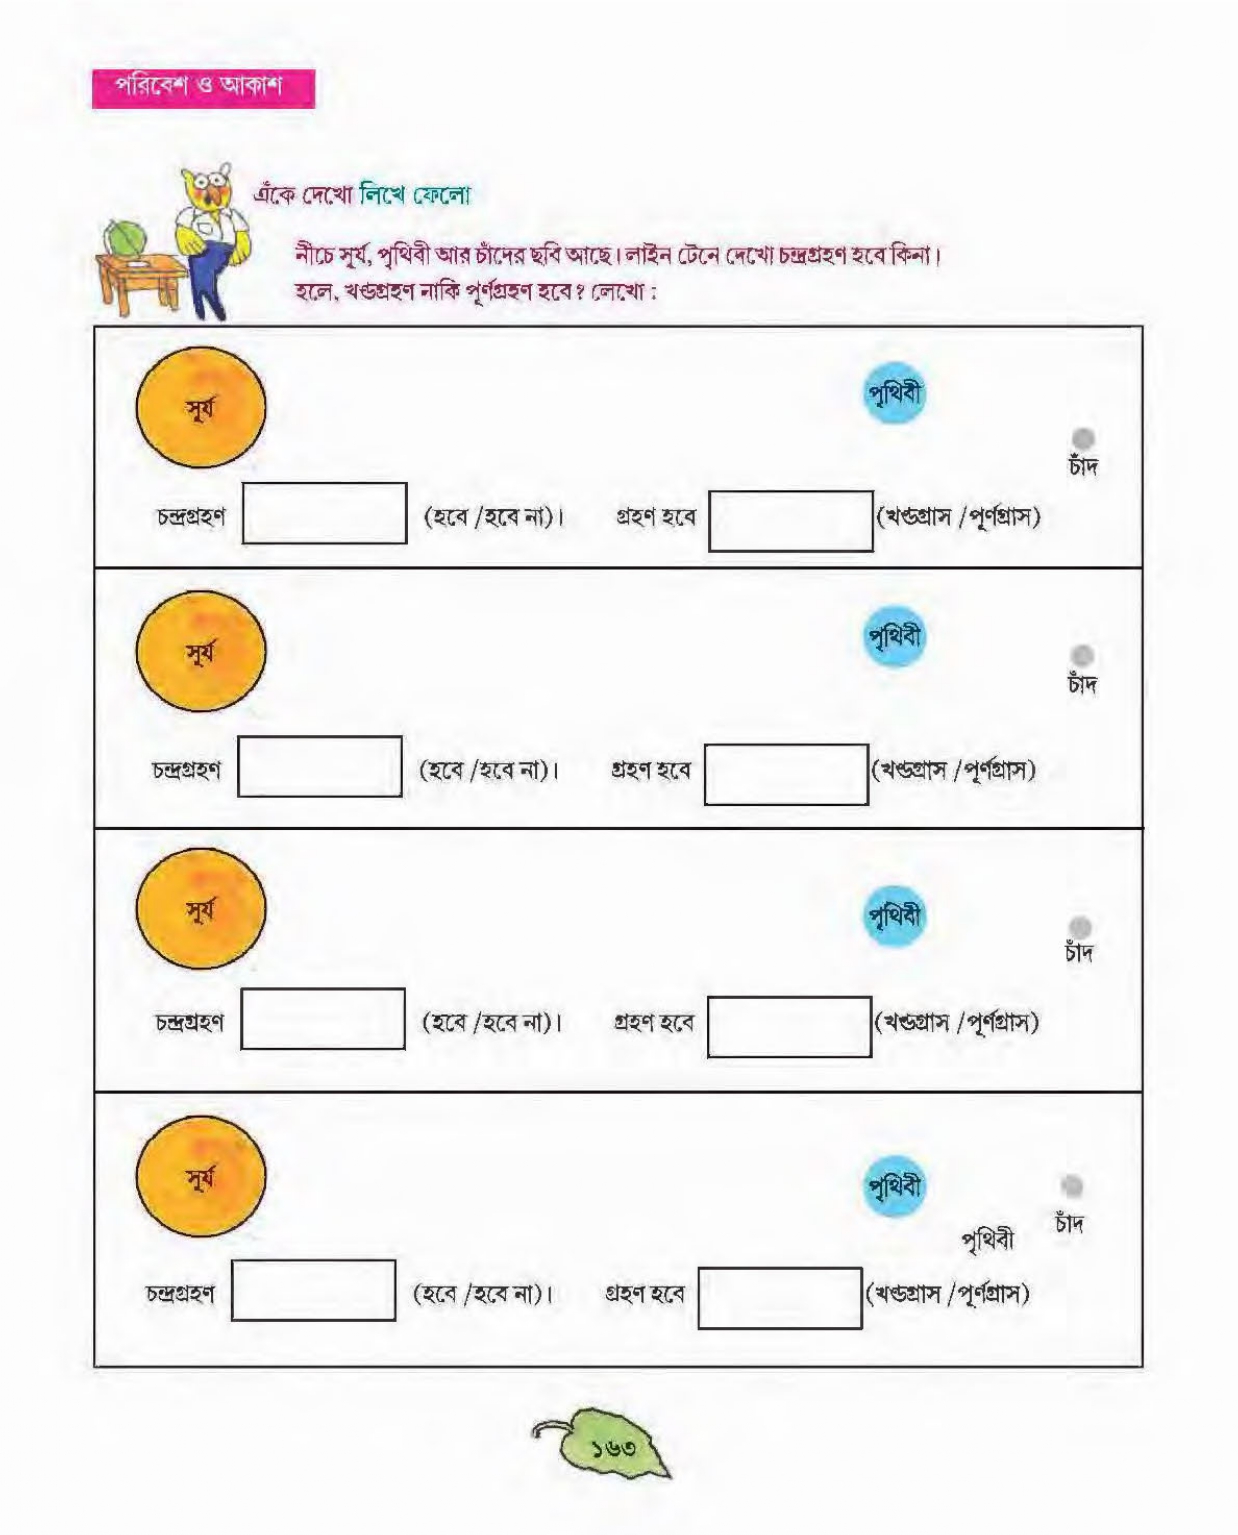 পরিবেশ ও আকাশ
এঁকে দেখো লিখে ফেলো
নীচে সূর্য, পৃথিবী আর চাঁদের ছবি আছে। লাইন টেনে দেখো চন্দ্রগ্রহণ হবে কিনা।
হলে, খণ্ডগ্রহণ নাকি পূর্ণগ্রহণ হবে? লেখো :
সূর্য
পৃথিবী
চাঁদ
চন্দ্রগ্রহণ (হবে /হবে না)। গ্রহণ হবে (খণ্ডগ্রাস /পূর্ণগ্রাস)
সূর্য
পৃথিবী
চাঁদ
চন্দ্রগ্রহণ (হবে /হবে না)। গ্রহণ হবে (খণ্ডগ্রাস /পূর্ণগ্রাস)
সূর্য
পৃথিবী
চাঁদ
চন্দ্রগ্রহণ (হবে /হবে না)। গ্রহণ হবে (খণ্ডগ্রাস /পূর্ণগ্রাস)
সূর্য
পৃথিবী
চাঁদ
পৃথিবী
চন্দ্রগ্রহণ (হবে /হবে না)। গ্রহণ হবে (খণ্ডগ্রাস /পূর্ণগ্রাস)
১৬৩